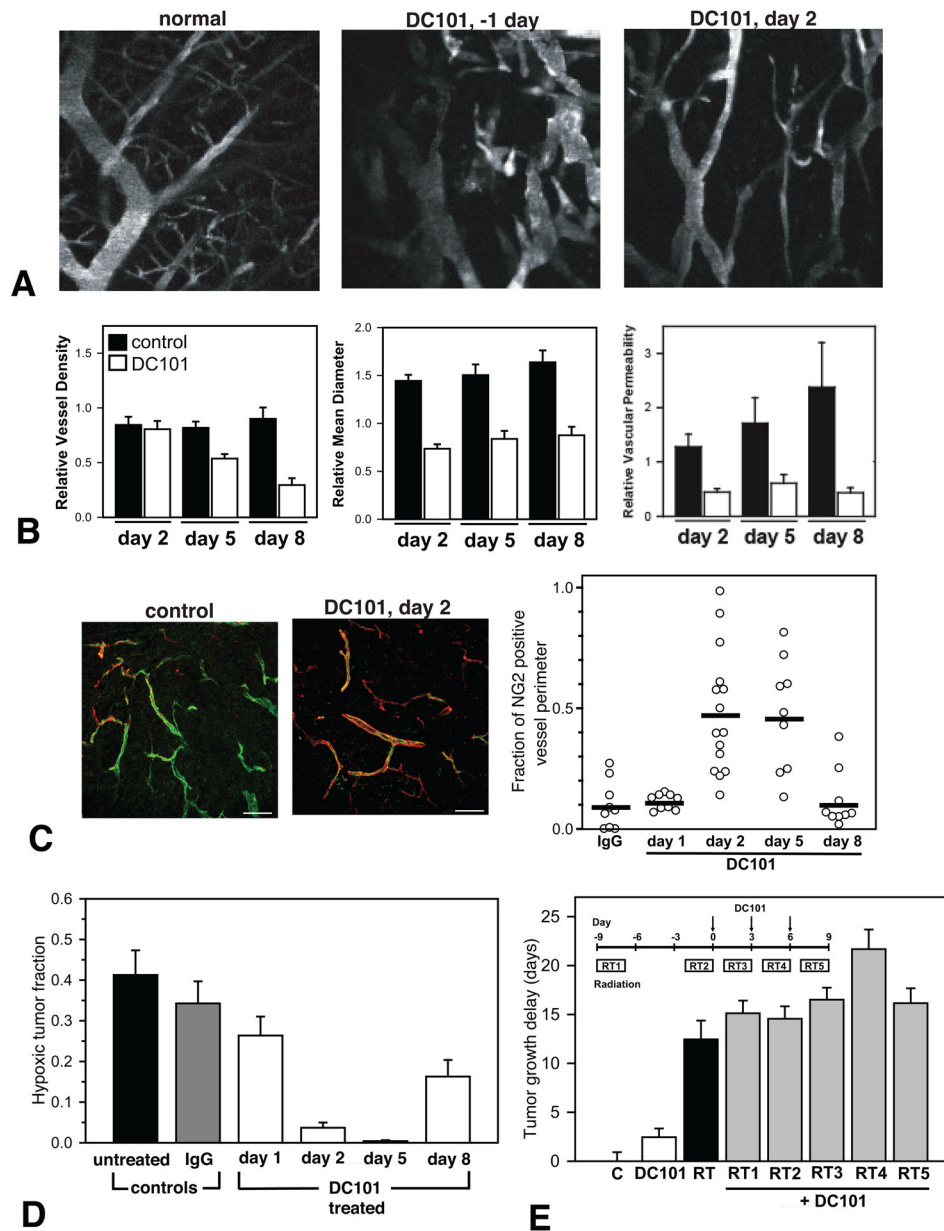 normal
DC101, -1 day
DC101, day 2
A
Relative Vessel Density
1.5
1.0
0.5
0.0
control
DC101
day 2 day 5 day 8
Relative Mean Diameter
2.0
1.5
1.0
0.5
0.0
day 2 day 5 day 8
Relative Vascular Permeability
3
2
1
0
day 2 day 5 day 8
B
control
DC101, day 2
Fraction of NG2 positive
vessel perimeter
1.0
0.5
0.0
IgG day 1 day 2 day 5 day 8
DC101
C
Hypoxic tumor fraction
0.6
0.5
0.4
0.3
0.2
0.1
0.0
untreated IgG day 1 day 2 day 5 day 8
controls
DC101
treated
D
Tumor growth delay (days)
25
20
15
10
5
0
DC101
Day
-9 -6 -3 0 3 6 9
RT1 RT2 RT3 RT4 RT5
Radiation
C DC101 RT RT1 RT2 RT3 RT4 RT5
+ DC101
E